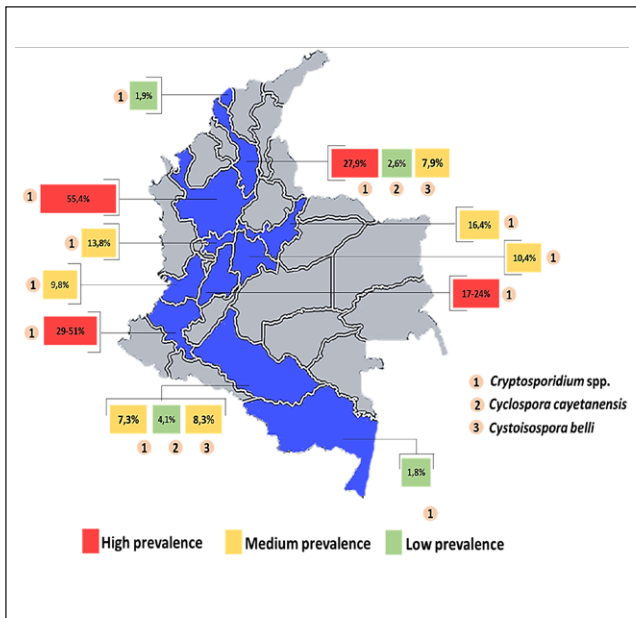 1 1,9%
27,9% 2,6% 7,9%
1 2 3
1 55,4%
16,4% 1
1 13,8%
10,4% 1
1 9,8%
17-24% 1
1 29-51%
1 Cryptosporidium spp.
2 Cyclospora cayetanensis
3 Cystoisospora belli
7,3% 4,1% 8,3%
1 2 3
1,8%
1
High prevalence Medium prevalence Low prevalence